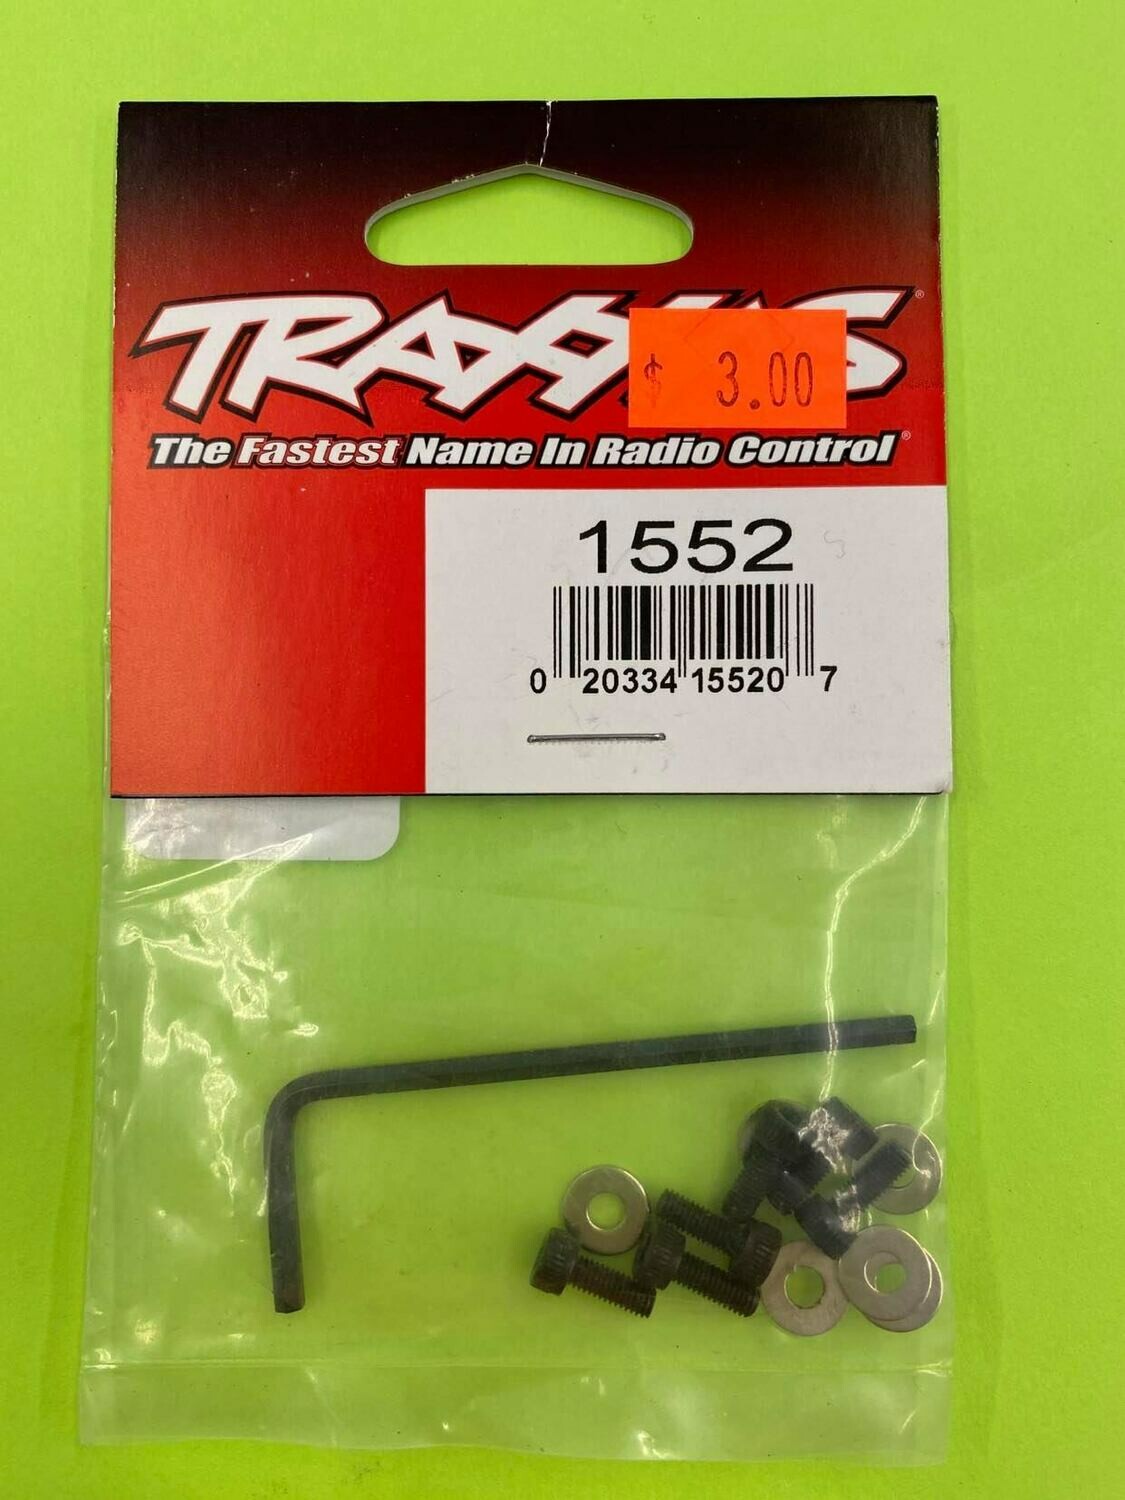 TRAXXAS®
$ 3.00
The Fastest Name In Radio Control®
1552
0 20334 15520 7